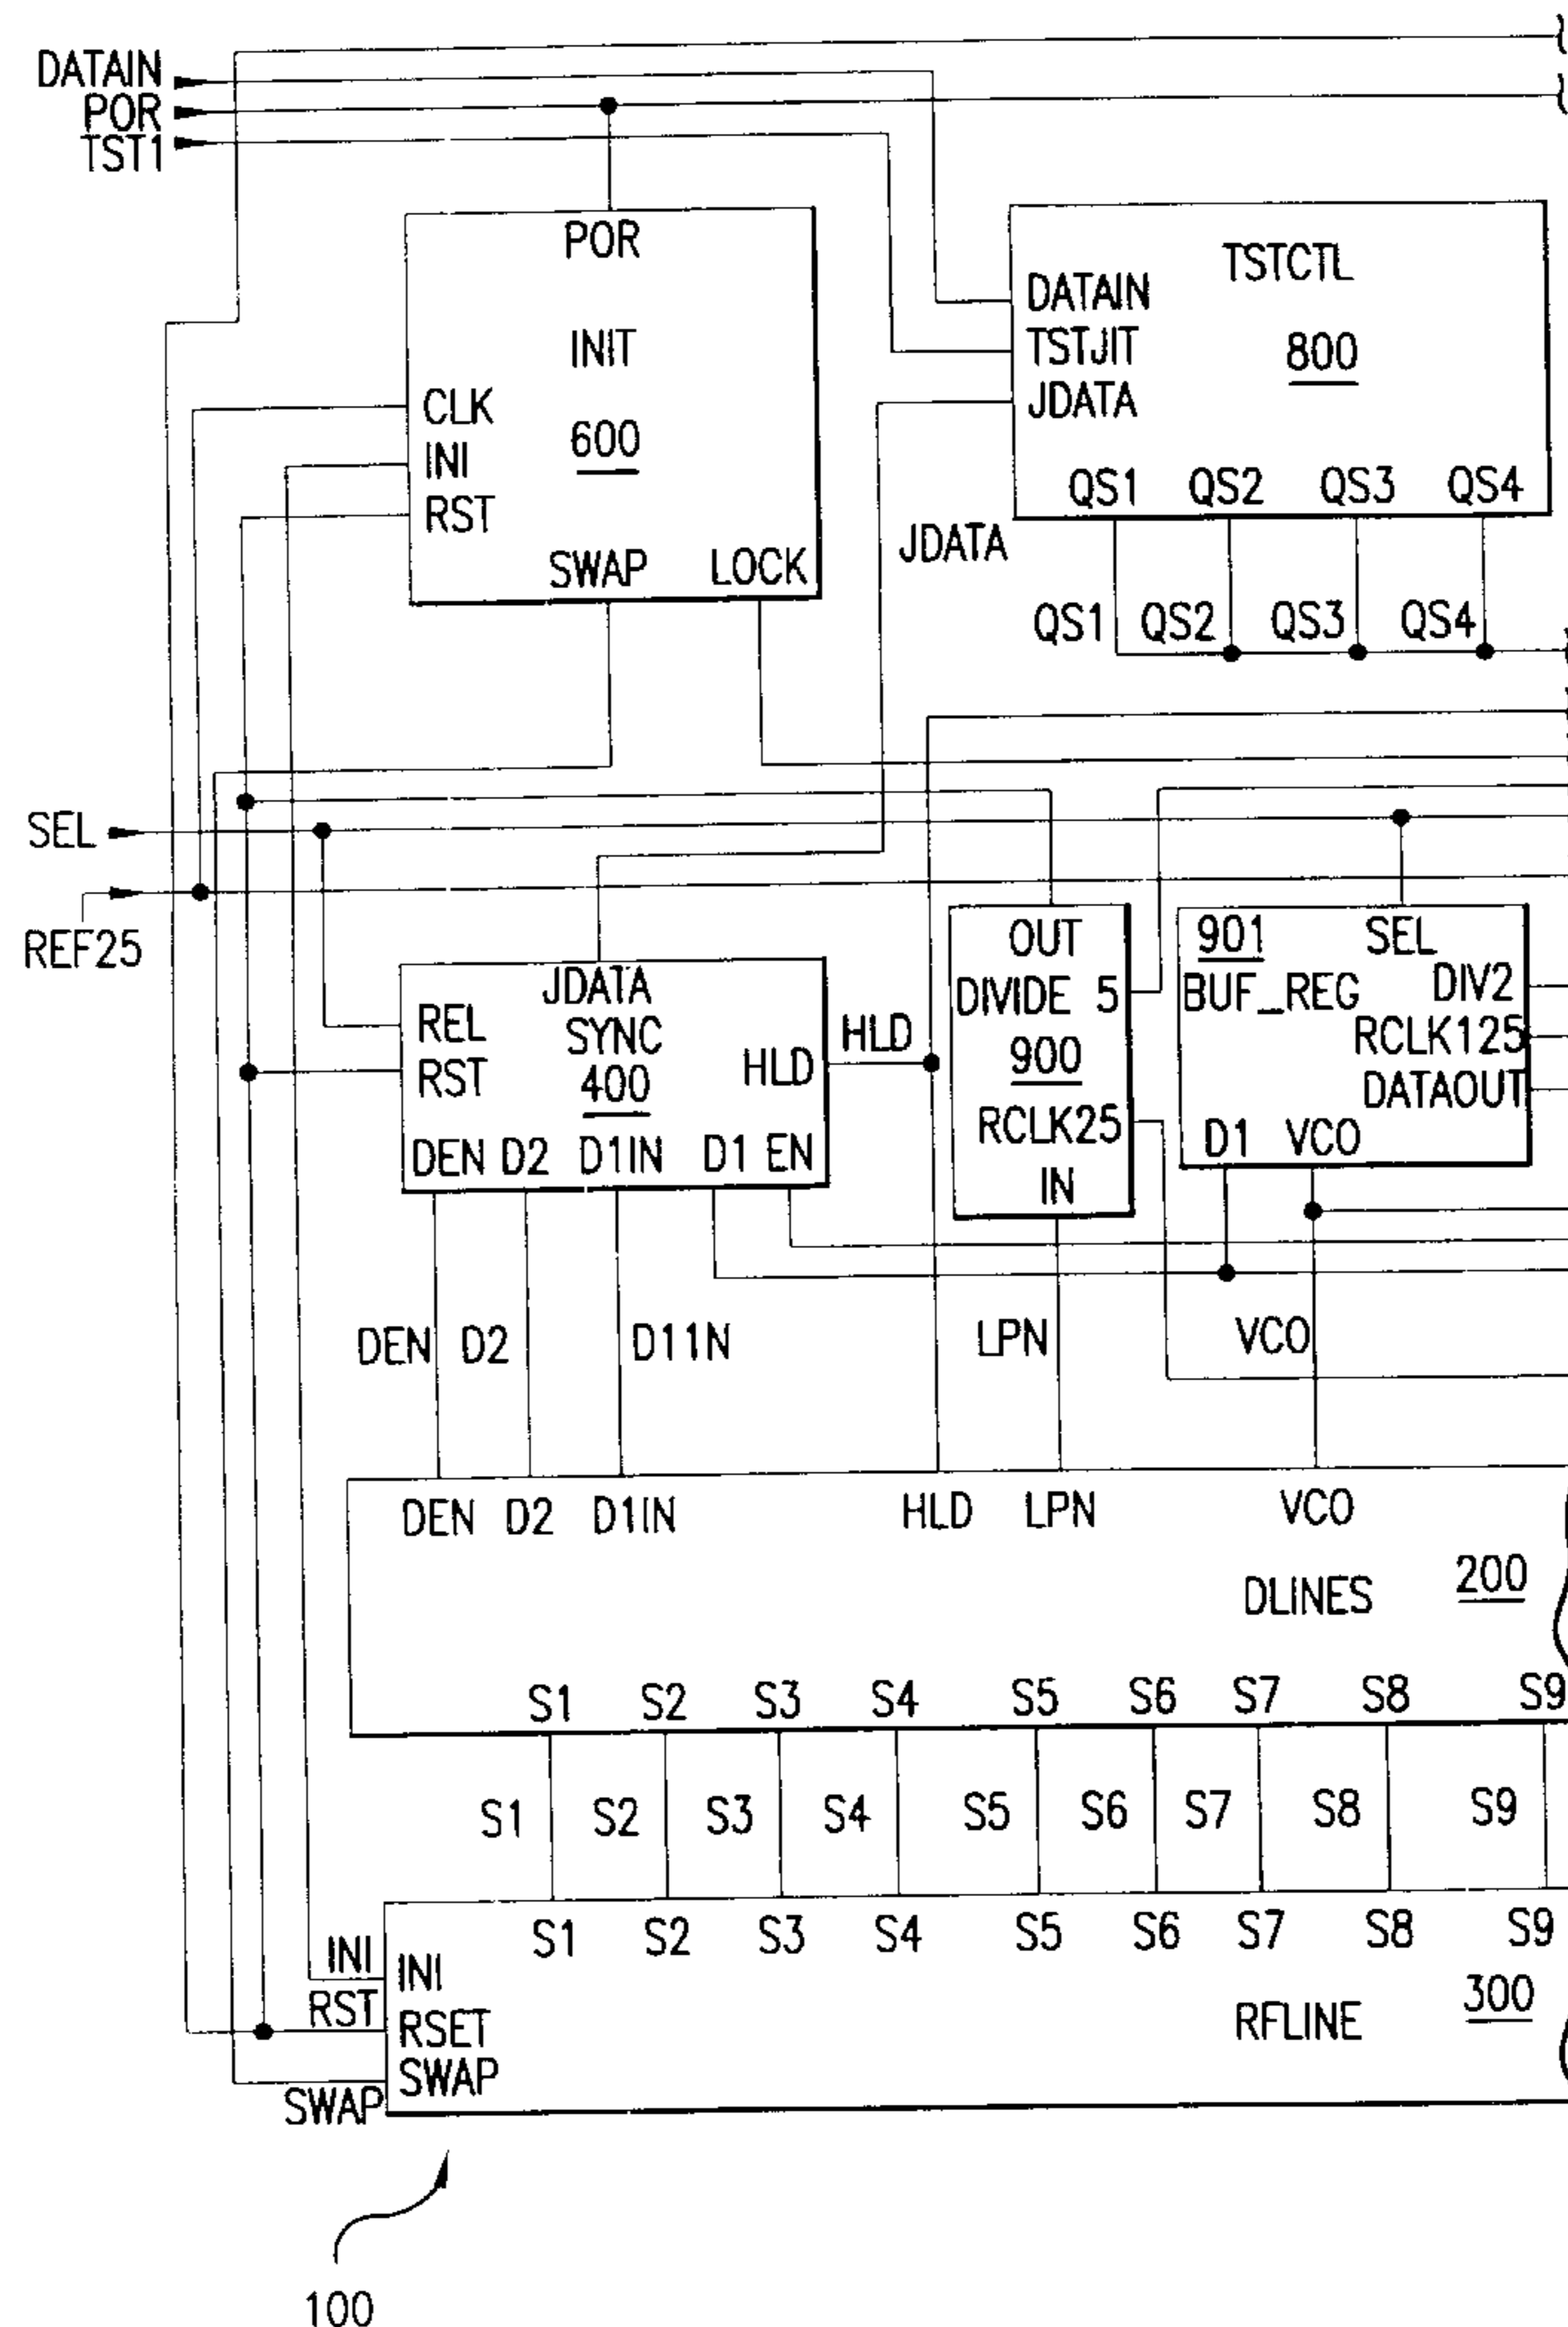 DATAIN
POR
TST1
POR
INIT
600
CLK
INI
RST
SWAP LOCK
TSTCTL
800
DATAIN
TSTJIT
JDATA
QS1 QS2 QS3 QS4
JDATA
QS1 QS2 QS3 QS4
SEL
REF25
JDATA
SYNC
400
REL
RST
HLD
DEN D2 D1IN D1 EN
HLD
OUT
DIVIDE 5
900
RCLK25
IN
901
SEL
BUF_REG
DIV2
RCLK125
DATAOUT
D1 VCO
DEN D2 D11N LPN VCO
DEN D2 D1IN HLD LPN VCO
DLINES 200
S1 S2 S3 S4 S5 S6 S7 S8 S9
S1 S2 S3 S4 S5 S6 S7 S8 S9
S1 S2 S3 S4 S5 S6 S7 S8 S9
INI
INI
RST
RSET
SWAP
SWAP
RFLINE 300
100